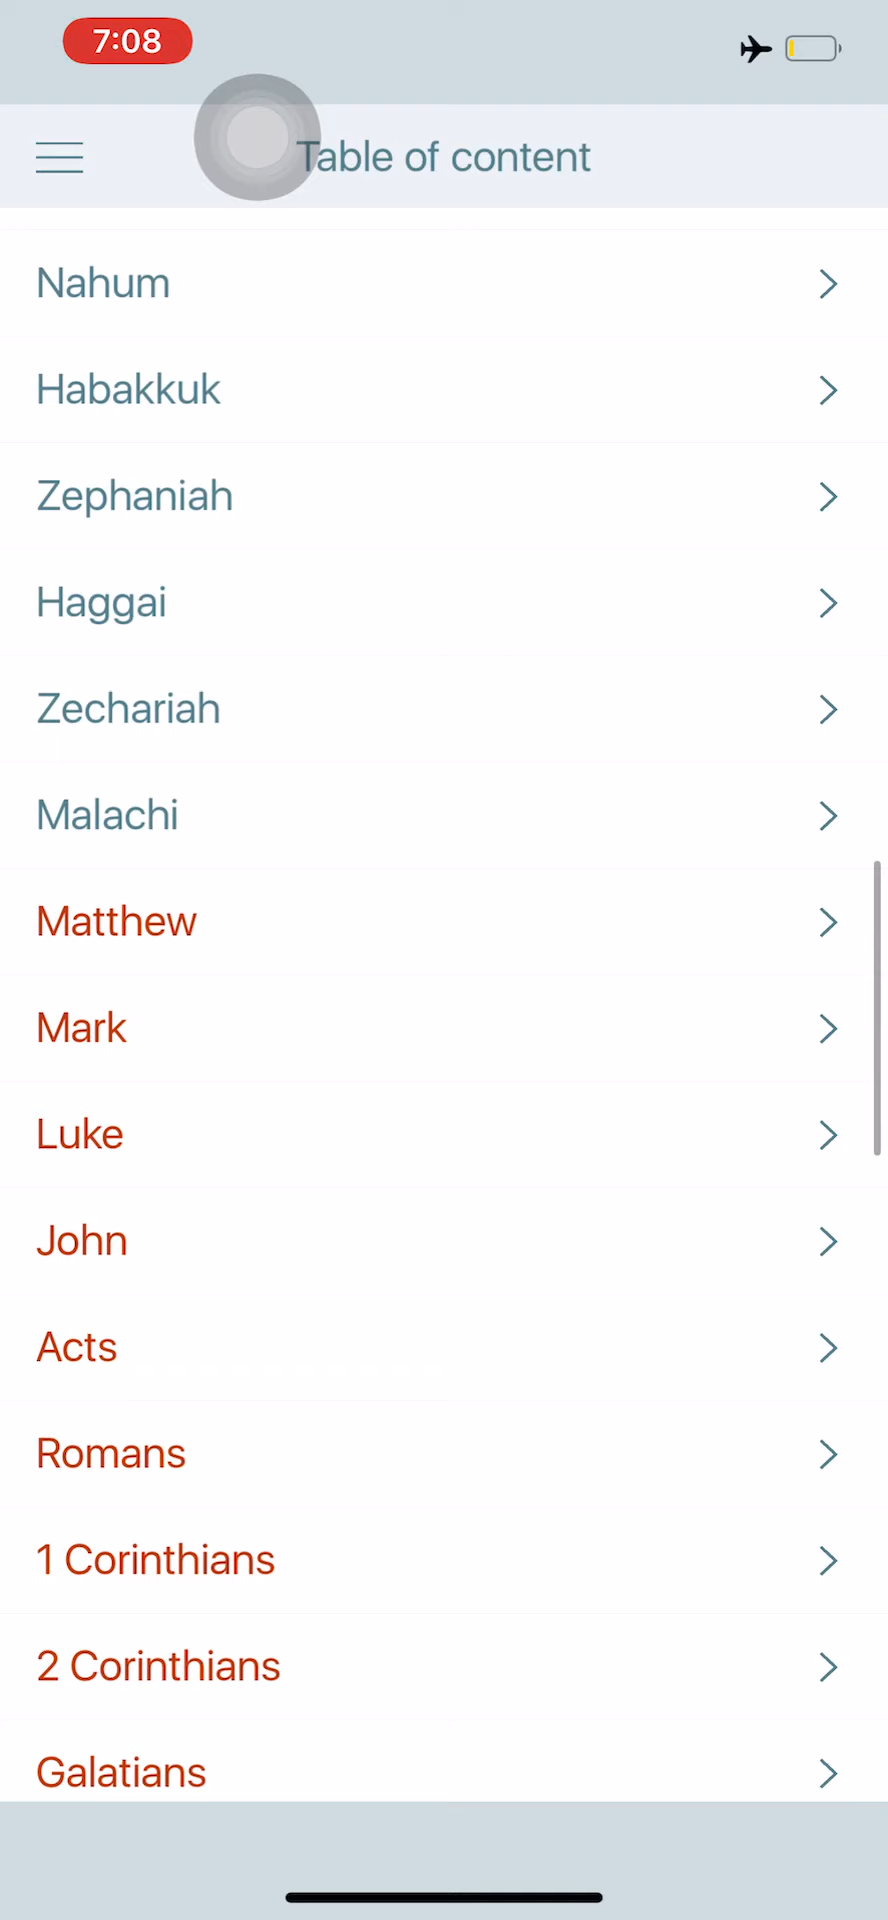 7:08
Table of content
Nahum
Habakkuk
Zephaniah
Haggai
Zechariah
Malachi
Matthew
Mark
Luke
John
Acts
Romans
1 Corinthians
2 Corinthians
Galatians